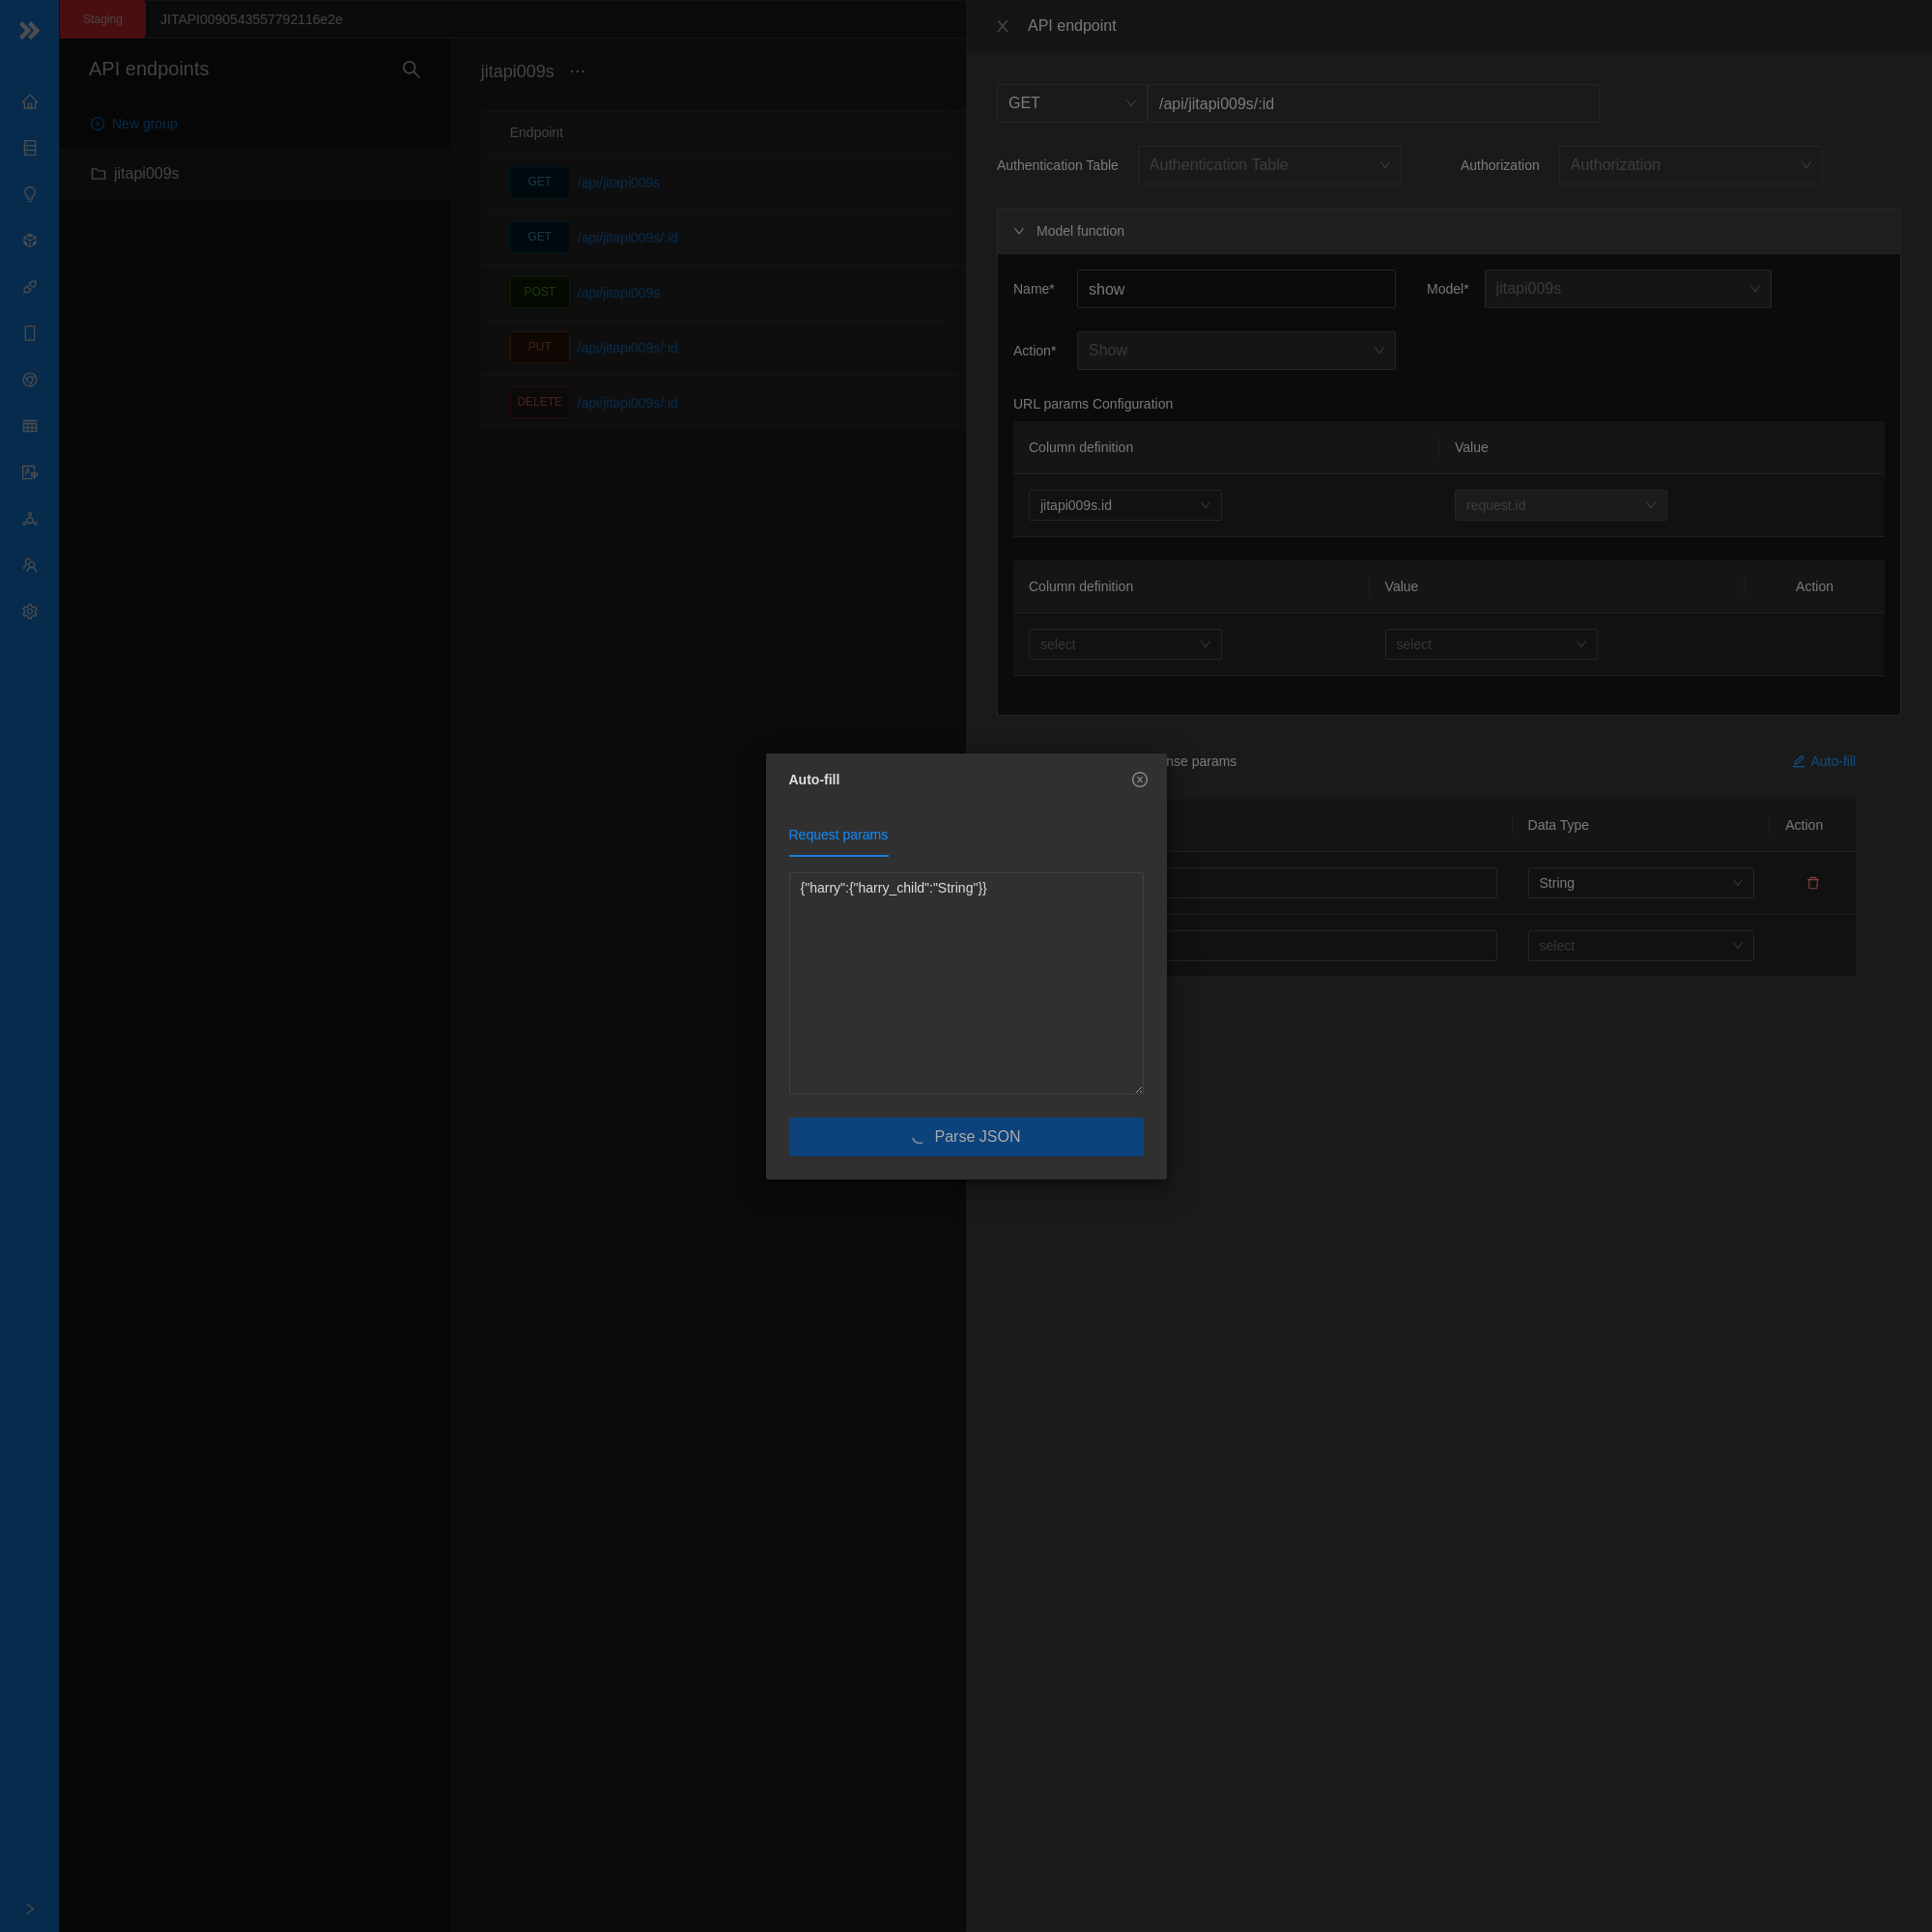 Staging
JITAPI0090543557792116e2e
API endpoints
New group
jitapi009s
jitapi009s
Endpoint
GET /api/jitapi009s
GET /api/jitapi009s/:id
POST /api/jitapi009s
PUT /api/jitapi009s/:id
DELETE /api/jitapi009s/:id
API endpoint
GET /api/jitapi009s/:id
Authentication Table Authentication Table Authorization Authorization
Model function
Name* show Model* jitapi009s
Action* Show
URL params Configuration
Column definition Value
jitapi009s.id request.id
Column definition Value Action
select select
nse params Auto-fill
Data Type Action
String
select
Auto-fill
Request params
{"harry":{"harry_child":"String"}}
Parse JSON